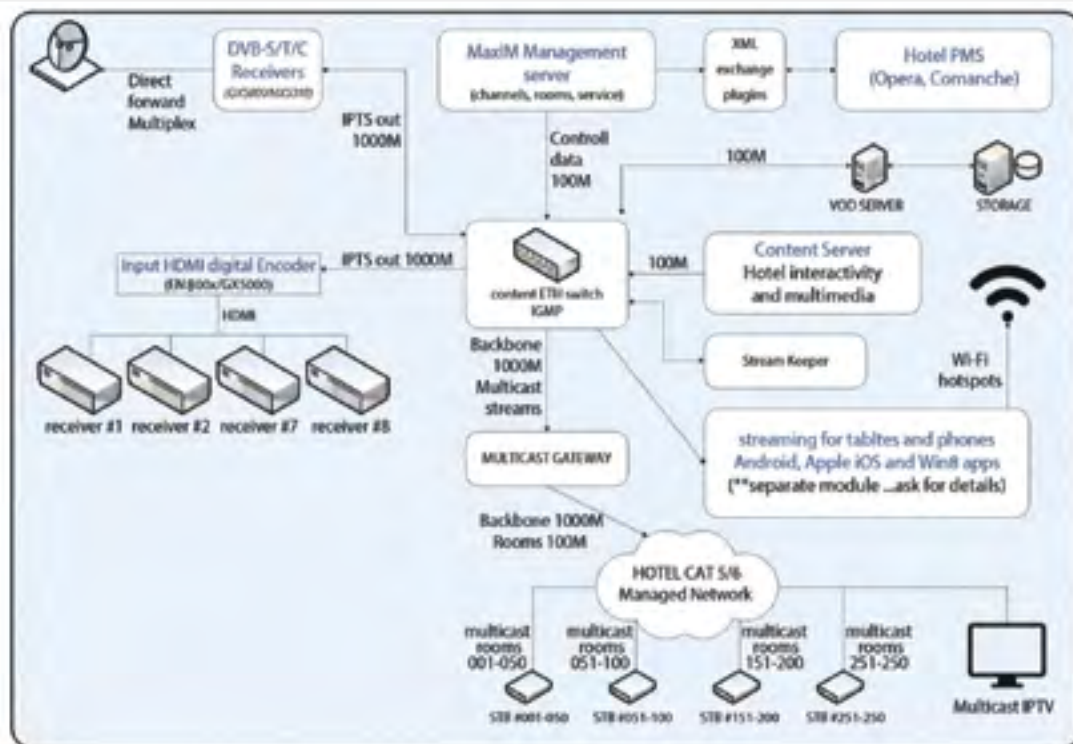 DVB-S/T/C
Receivers
Direct
forward
Multiplex
IPTS out
1000M
MaxIM Management
server
(channels, rooms, service)
XML
exchange
plugins
Hotel PMS
(Opera, Comanche)
Controll
data
100M
100M
VOD SERVER
STORAGE
Input HDMI digital Encoder
(EN800x/GX5000)
IPTS out 1000M
HDMI
receiver #1
receiver #2
receiver #7
receiver #8
content ETH switch
IGMP
100M
Content Server
Hotel interactivity
and multimedia
Stream Keeper
Wi-Fi
hotspots
Backbone
1000M
Multicast
streams
streaming for tabltes and phones
Android, Apple iOS and Win8 apps
(**separate module ...ask for details)
MULTICAST GATEWAY
Backbone 1000M
Rooms 100M
HOTEL CAT 5/6
Managed Network
multicast
rooms
001-050
multicast
rooms
051-100
multicast
rooms
151-200
multicast
rooms
251-250
STB #001-050
STB #051-100
STB #151-200
STB #251-250
Multicast IPTV